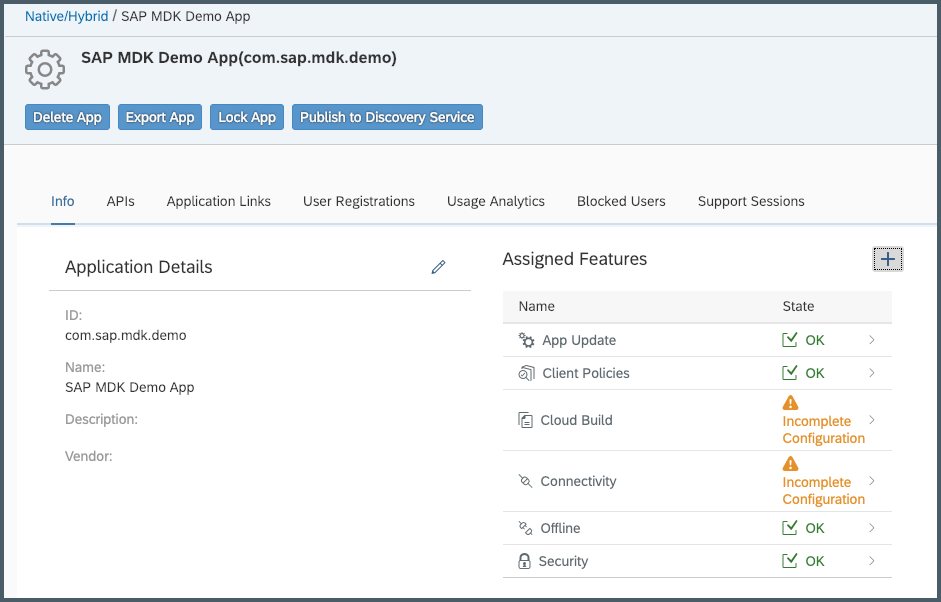 Native/Hybrid / SAP MDK Demo App
SAP MDK Demo App(com.sap.mdk.demo)
Delete App
Export App
Lock App
Publish to Discovery Service
Info
APIs
Application Links
User Registrations
Usage Analytics
Blocked Users
Support Sessions
Application Details
ID:
com.sap.mdk.demo
Name:
SAP MDK Demo App
Description:
Vendor:
Assigned Features
Name State
App Update OK
Client Policies OK
Cloud Build
Incomplete
Configuration
Connectivity
Incomplete
Configuration
Offline OK
Security OK